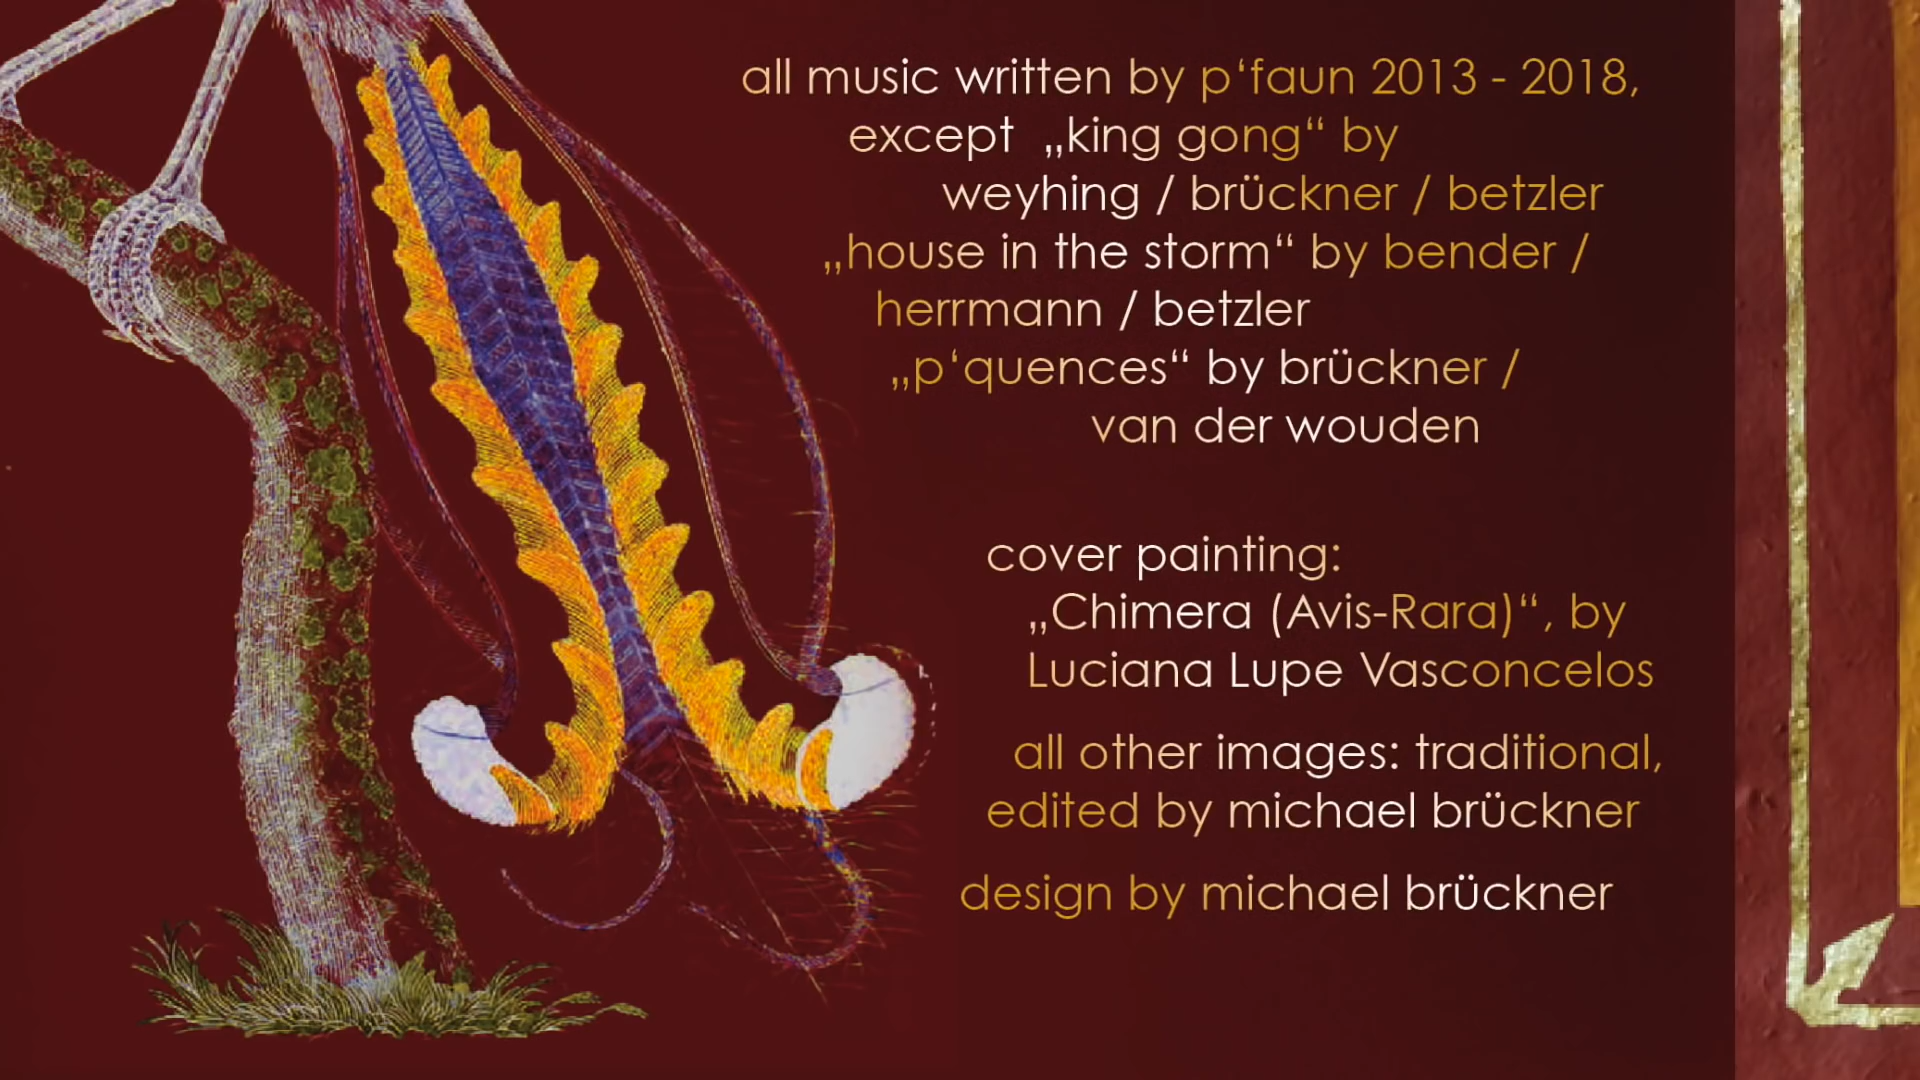 all music written by p‘faun 2013 - 2018,
except „king gong“ by
weyhing / brückner / betzler
„house in the storm“ by bender /
herrmann / betzler
„p‘quences“ by brückner /
van der wouden
cover painting:
„Chimera (Avis-Rara)“, by
Luciana Lupe Vasconcelos
all other images: traditional,
edited by michael brückner
design by michael brückner